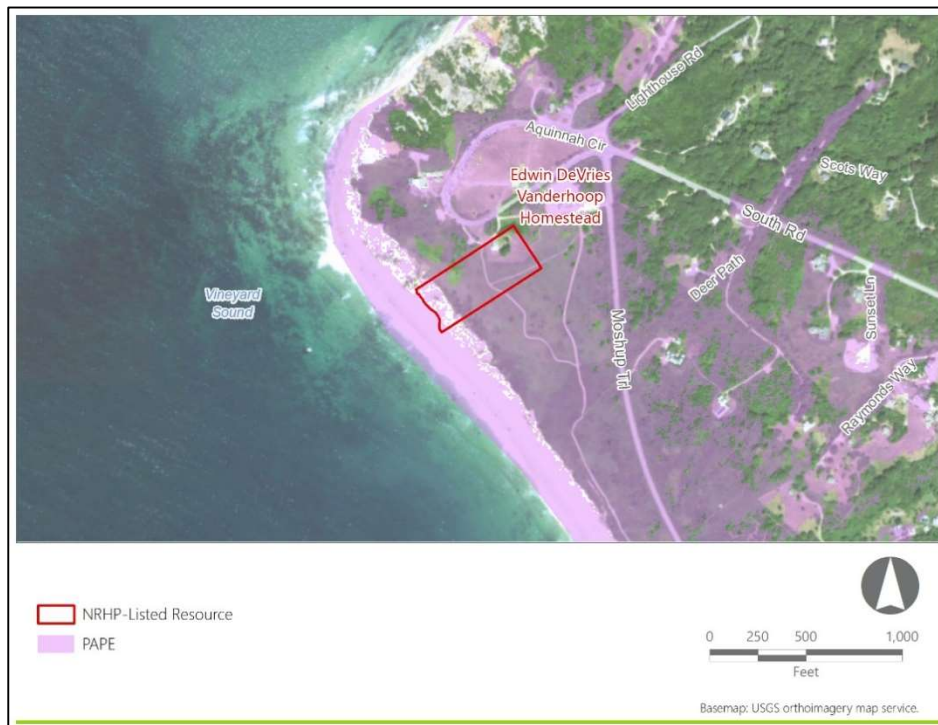 Lighthouse Rd
Aquinnah Cir
Scots Way
Edwin DeVries
Vanderhoop
Homestead
South Rd
Deer Path
Vineyard
Sound
Moshup Trl
Sunset Ln
Raymonds Way
NRHP-Listed Resource
PAPE
0 250 500 1,000
Feet
Basemap: USGS orthoimagery map service.